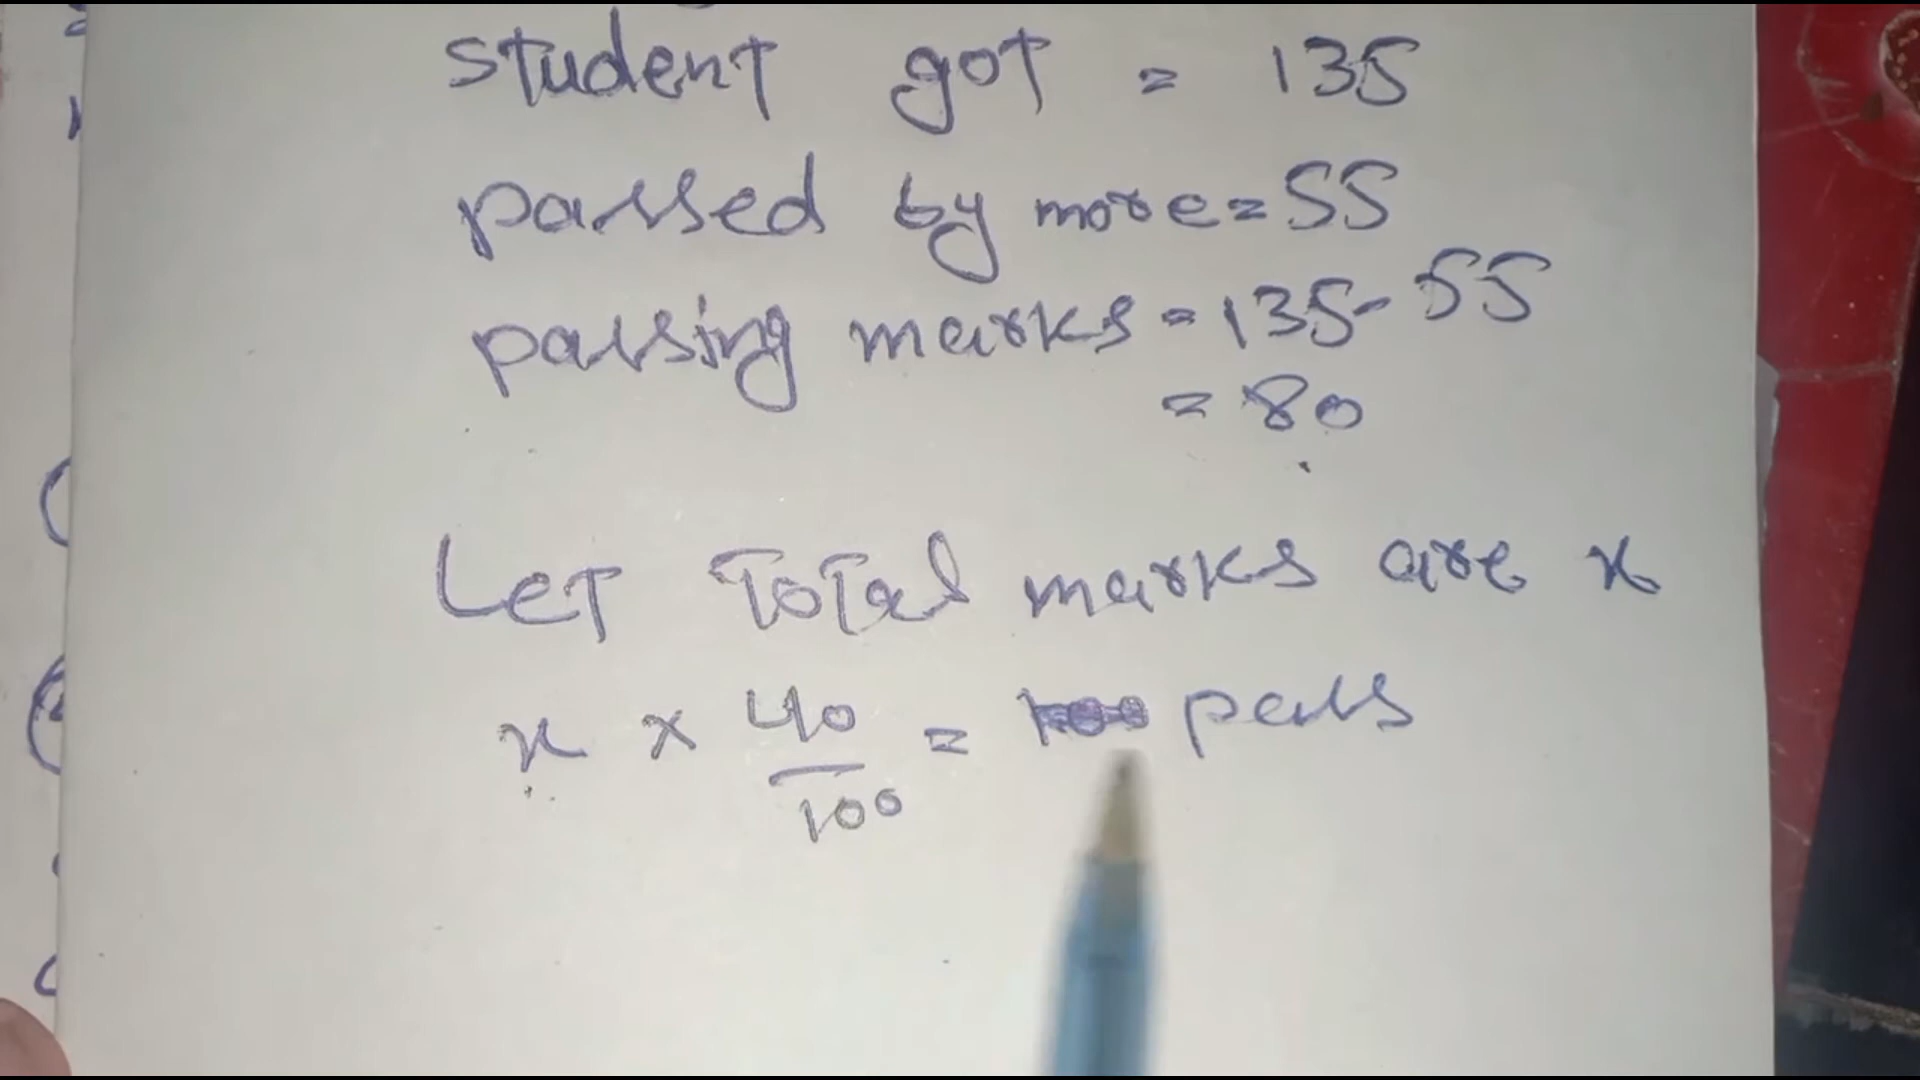 student got = 135
passed by more = 55
passing marks = 135 - 55
= 80
Let Total marks are x
x × 40/100 = pass